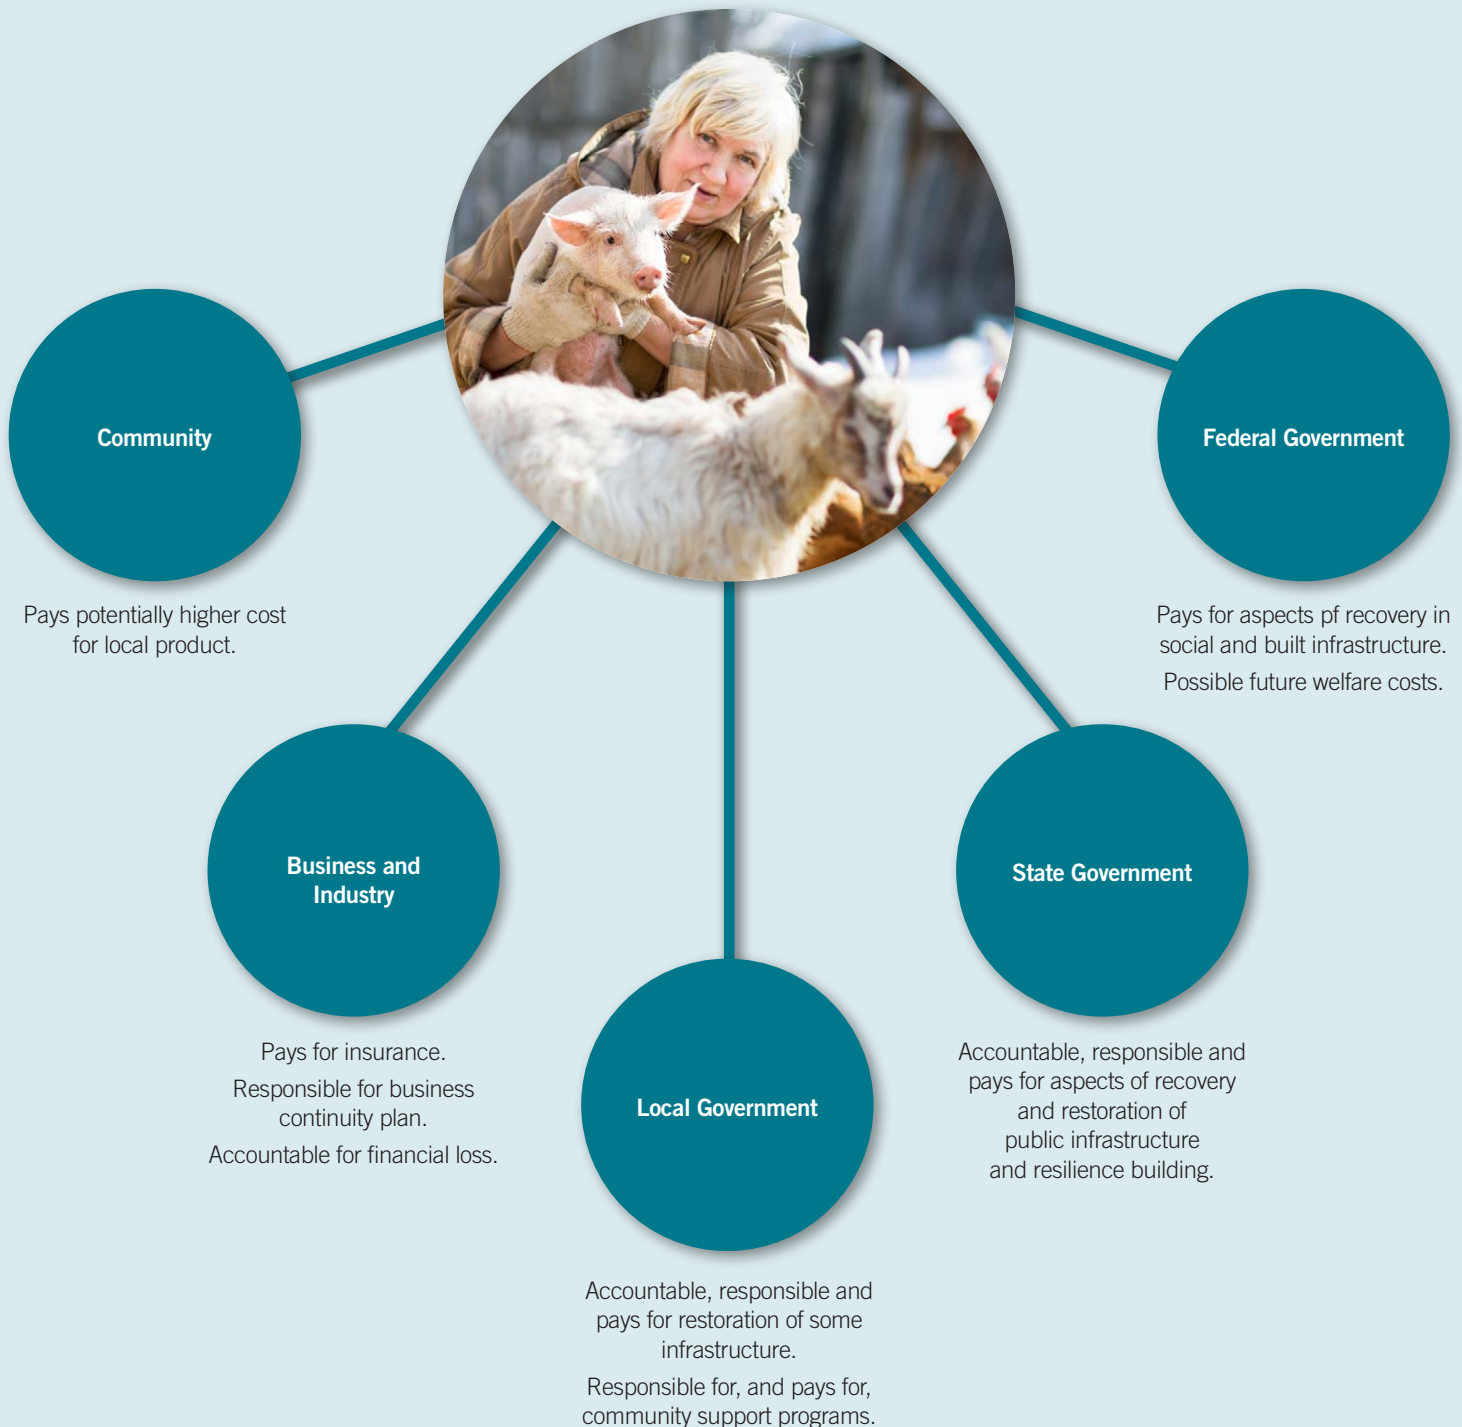 Community
Pays potentially higher cost
for local product.
Federal Government
Pays for aspects pf recovery in
social and built infrastructure.
Possible future welfare costs.
Business and
Industry
Pays for insurance.
Responsible for business
continuity plan.
Accountable for financial loss.
State Government
Accountable, responsible and
pays for aspects of recovery
and restoration of
public infrastructure
and resilience building.
Local Government
Accountable, responsible and
pays for restoration of some
infrastructure.
Responsible for, and pays for,
community support programs.